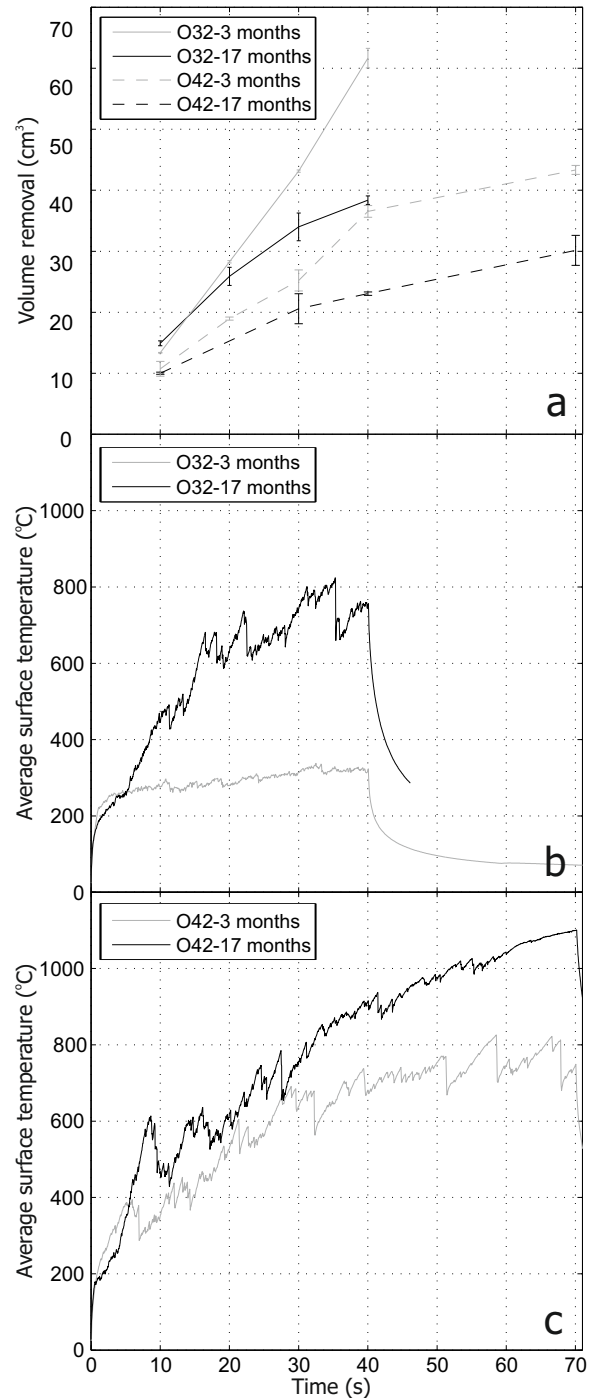 70
60
50
40
30
20
10
0
Volume removal (cm³)
O32-3 months
O32-17 months
O42-3 months
O42-17 months
a
1000
800
600
400
200
0
Average surface temperature (°C)
O32-3 months
O32-17 months
b
1000
800
600
400
200
0
Average surface temperature (°C)
O42-3 months
O42-17 months
c
0 10 20 30 40 50 60 70
Time (s)